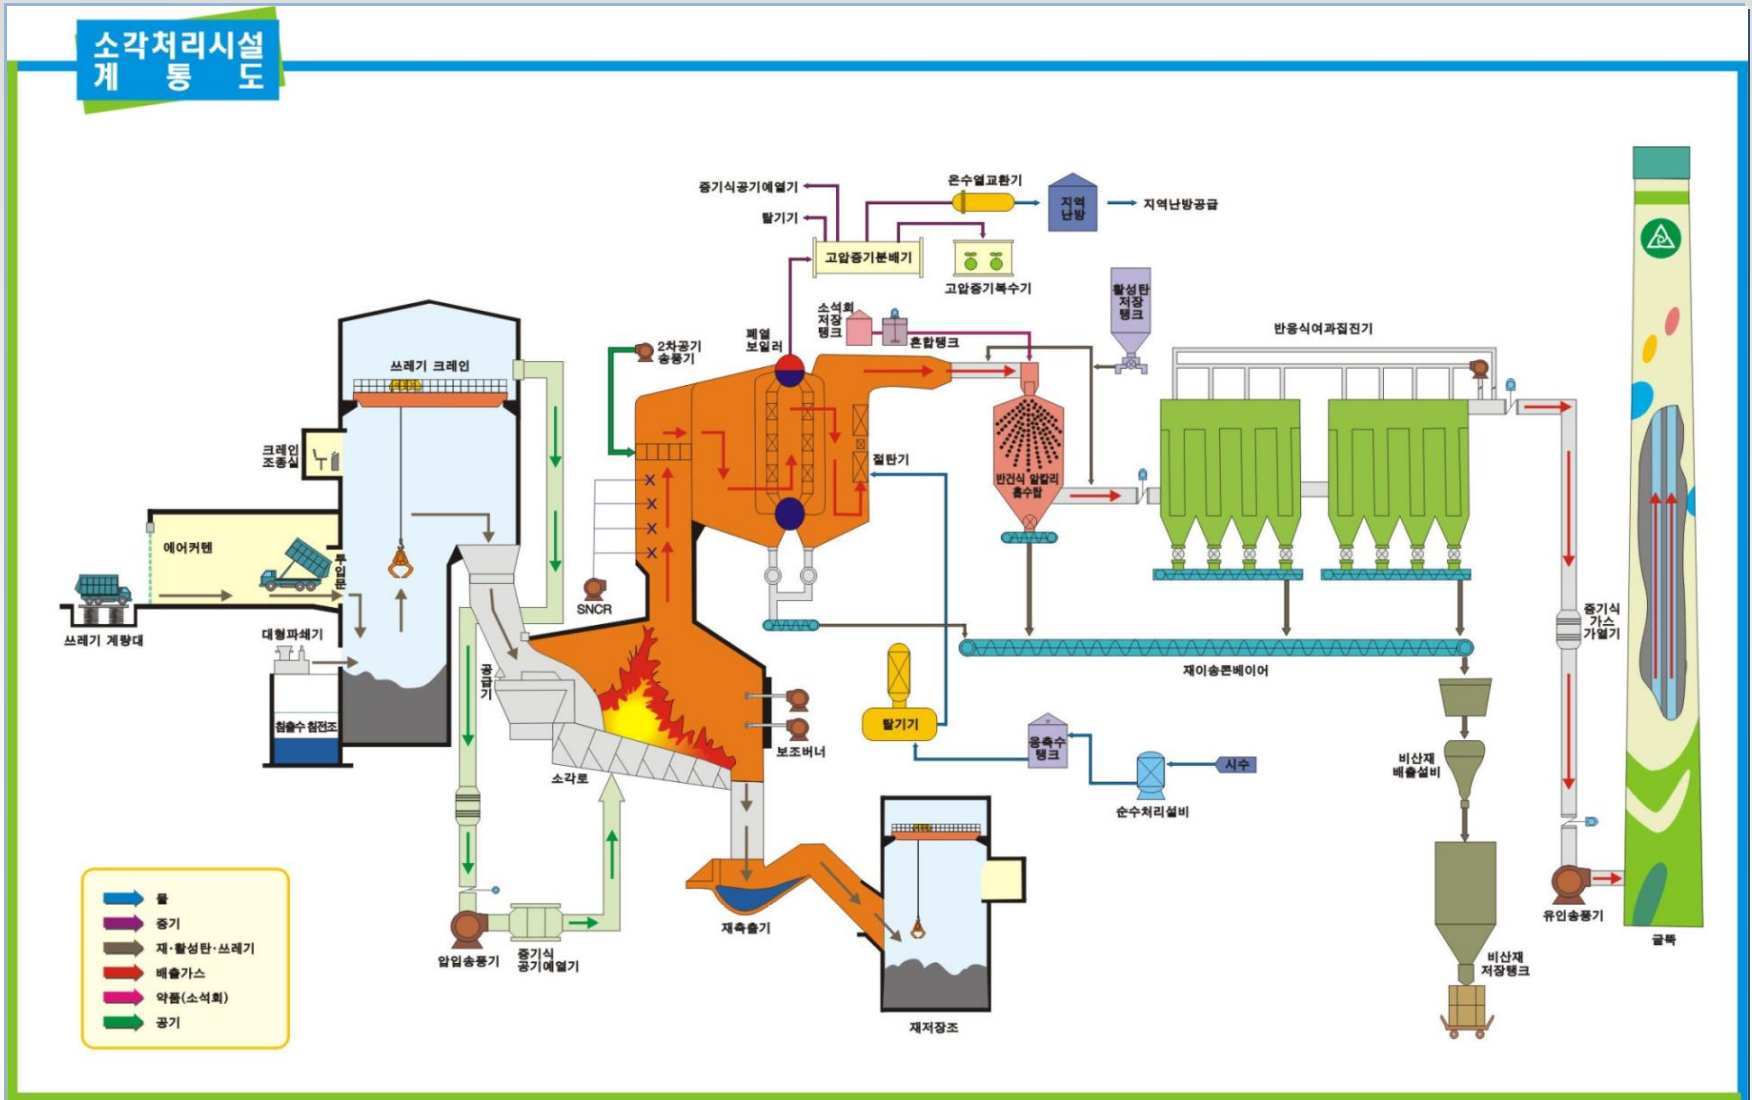 소각처리시설
계 통 도
증기식공기예열기
탈기기
온수열교환기
지역
난방
지역난방공급
고압증기분배기
고압증기복수기
소석회
저장
탱크
혼합탱크
활성탄
저장
탱크
반응식여과집진기
폐열
보일러
2차공기
송풍기
쓰레기 크레인
크레인
조종실
에어커텐
투입문
쓰레기 계량대
대형파쇄기
침출수 침전조
공급기
SNCR
절탄기
반건식 알칼리
흡수탑
증기식
가스
가열기
재이송콘베이어
탈기기
응축수
탱크
시수
순수처리설비
보조버너
소각로
비산재
배출설비
재축출기
압입송풍기
증기식
공기예열기
재저장조
비산재
저장탱크
유인송풍기
굴뚝
물
증기
재·활성탄·쓰레기
배출가스
약품(소석회)
공기